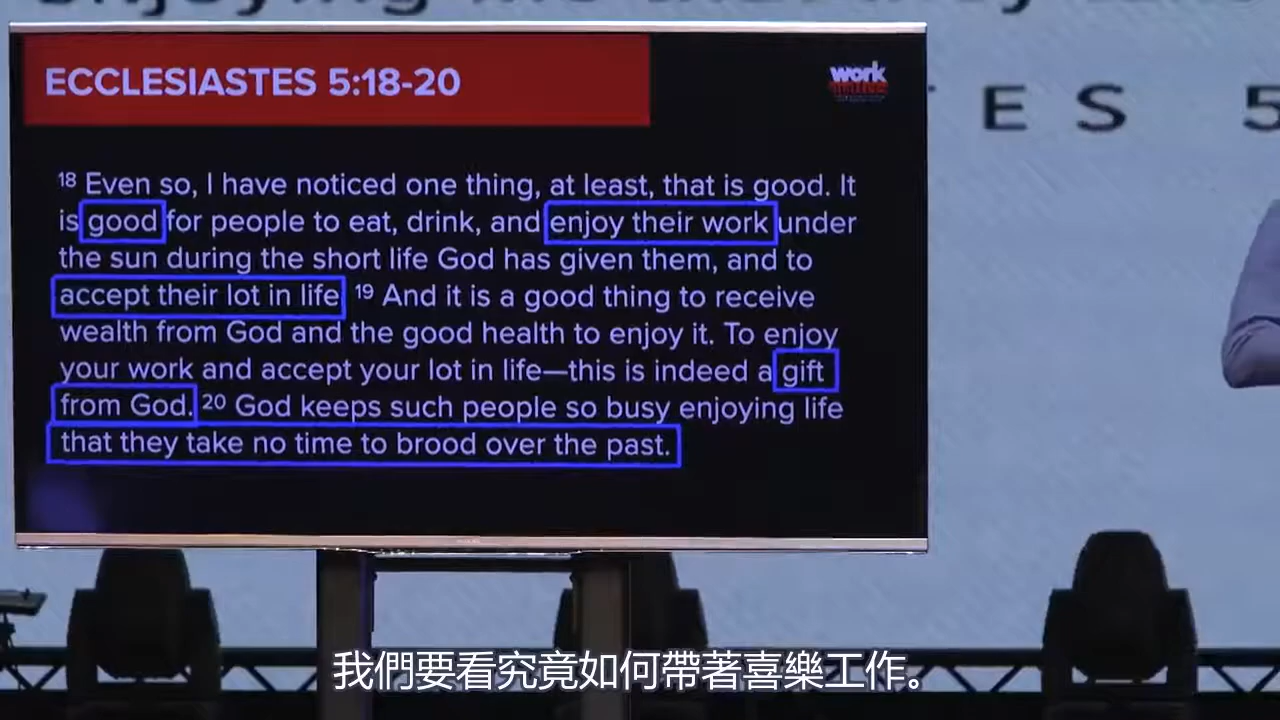 ECCLESIASTES 5:18-20
work
E S 5
18 Even so, I have noticed one thing, at least, that is good. It
is good for people to eat, drink, and enjoy their work under
the sun during the short life God has given them, and to
accept their lot in life. 19 And it is a good thing to receive
wealth from God and the good health to enjoy it. To enjoy
your work and accept your lot in life—this is indeed a gift
from God. 20 God keeps such people so busy enjoying life
that they take no time to brood over the past.
我們要看究竟如何帶著喜樂工作。